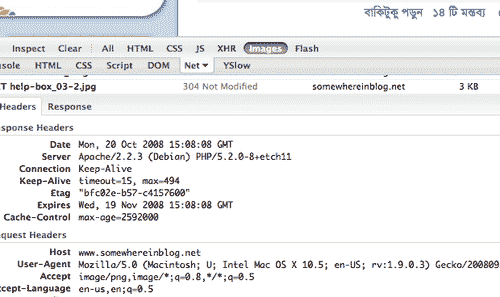 বাকিটুকু পড়ুন ১৪ টি মন্তব্য
Inspect Clear All HTML CSS JS XHR Images Flash
sole HTML CSS Script DOM Net YSlow
T help-box_03-2.jpg 304 Not Modified somewhereinblog.net 3 KB
Headers Response
sponse Headers
Date Mon, 20 Oct 2008 15:08:08 GMT
Server Apache/2.2.3 (Debian) PHP/5.2.0-8+etch11
Connection Keep-Alive
Keep-Alive timeout=15, max=494
Etag "bfc02e-b57-c4157600"
Expires Wed, 19 Nov 2008 15:08:08 GMT
Cache-Control max-age=2592000
quest Headers
Host www.somewhereinblog.net
User-Agent Mozilla/5.0 (Macintosh; U; Intel Mac OS X 10.5; en-US; rv:1.9.0.3) Gecko/200809
Accept image/png,image/*;q=0.8,*/*;q=0.5
ccept-Language en-us,en;q=0.5